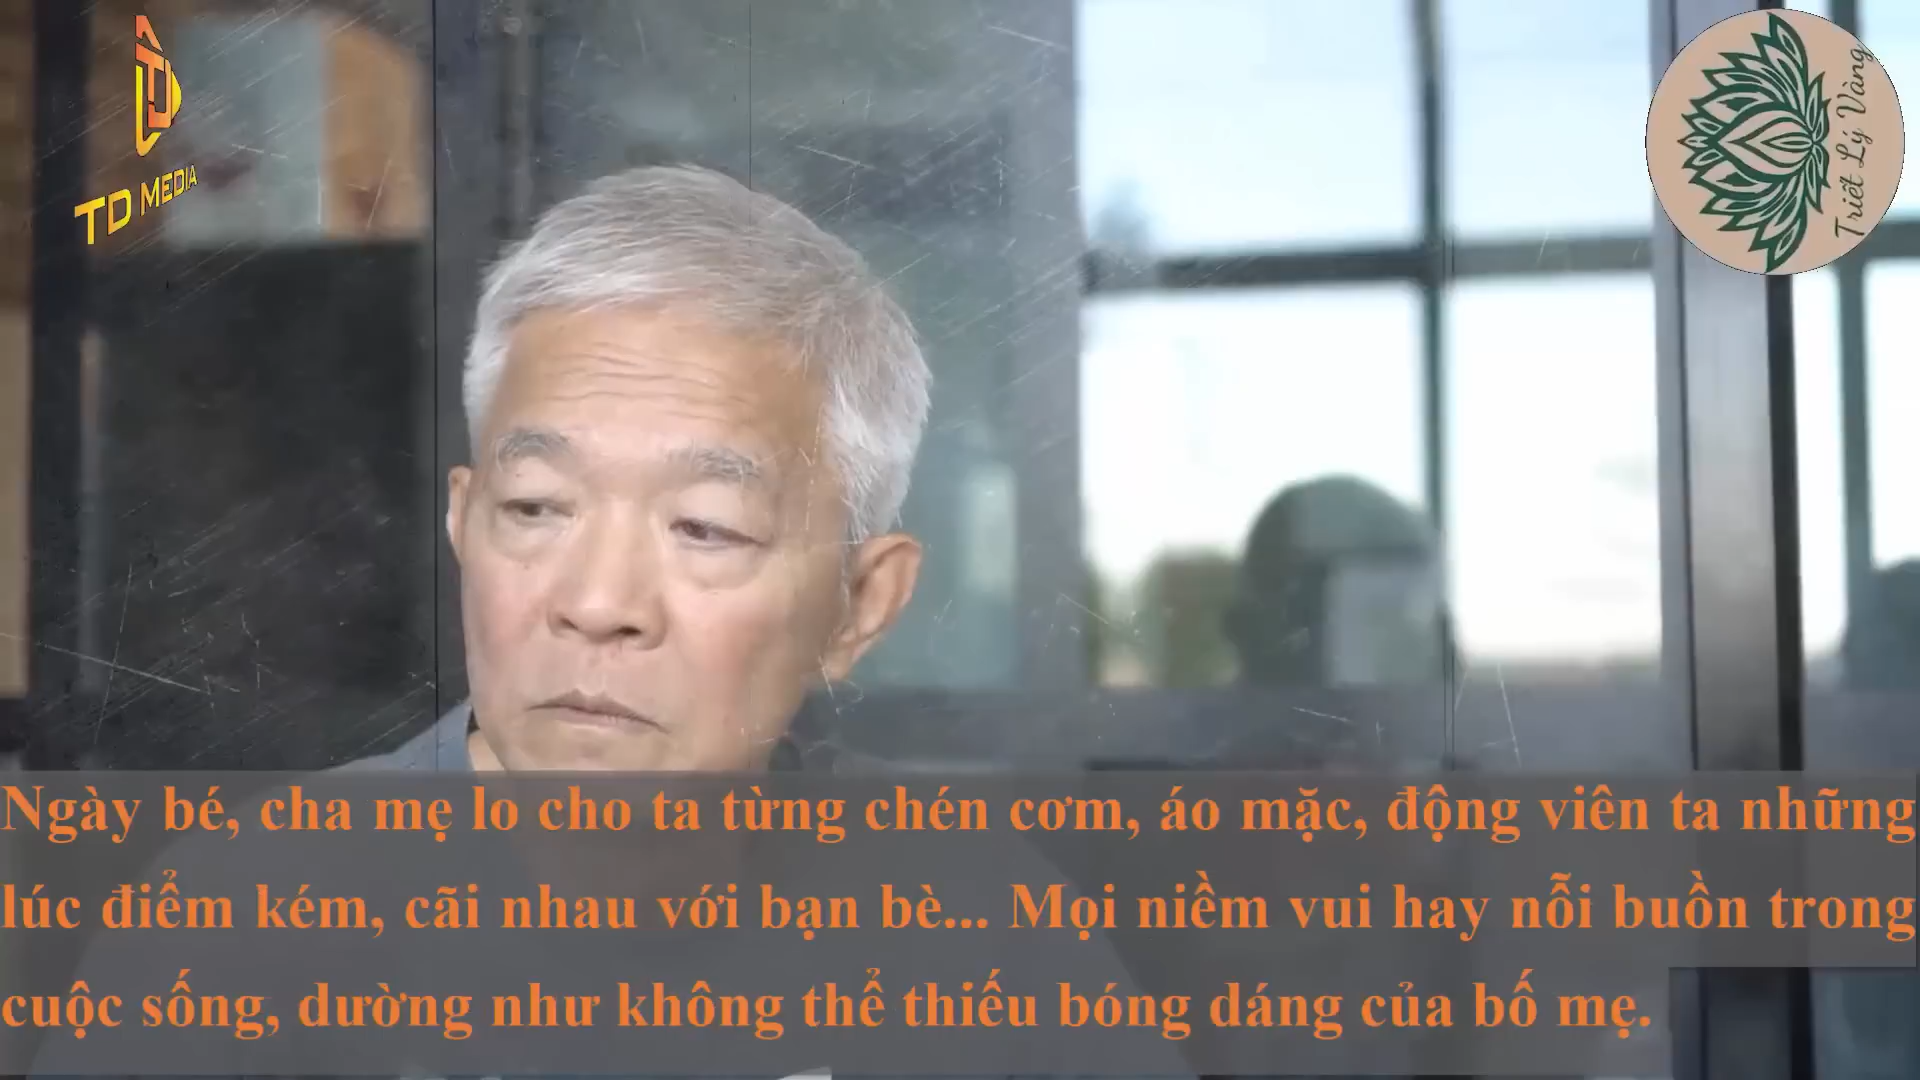 TD MEDIA
Triết Lý Vàng
Ngày bé, cha mẹ lo cho ta từng chén cơm, áo mặc, động viên ta những
lúc điểm kém, cãi nhau với bạn bè... Mọi niềm vui hay nỗi buồn trong
cuộc sống, dường như không thể thiếu bóng dáng của bố mẹ.